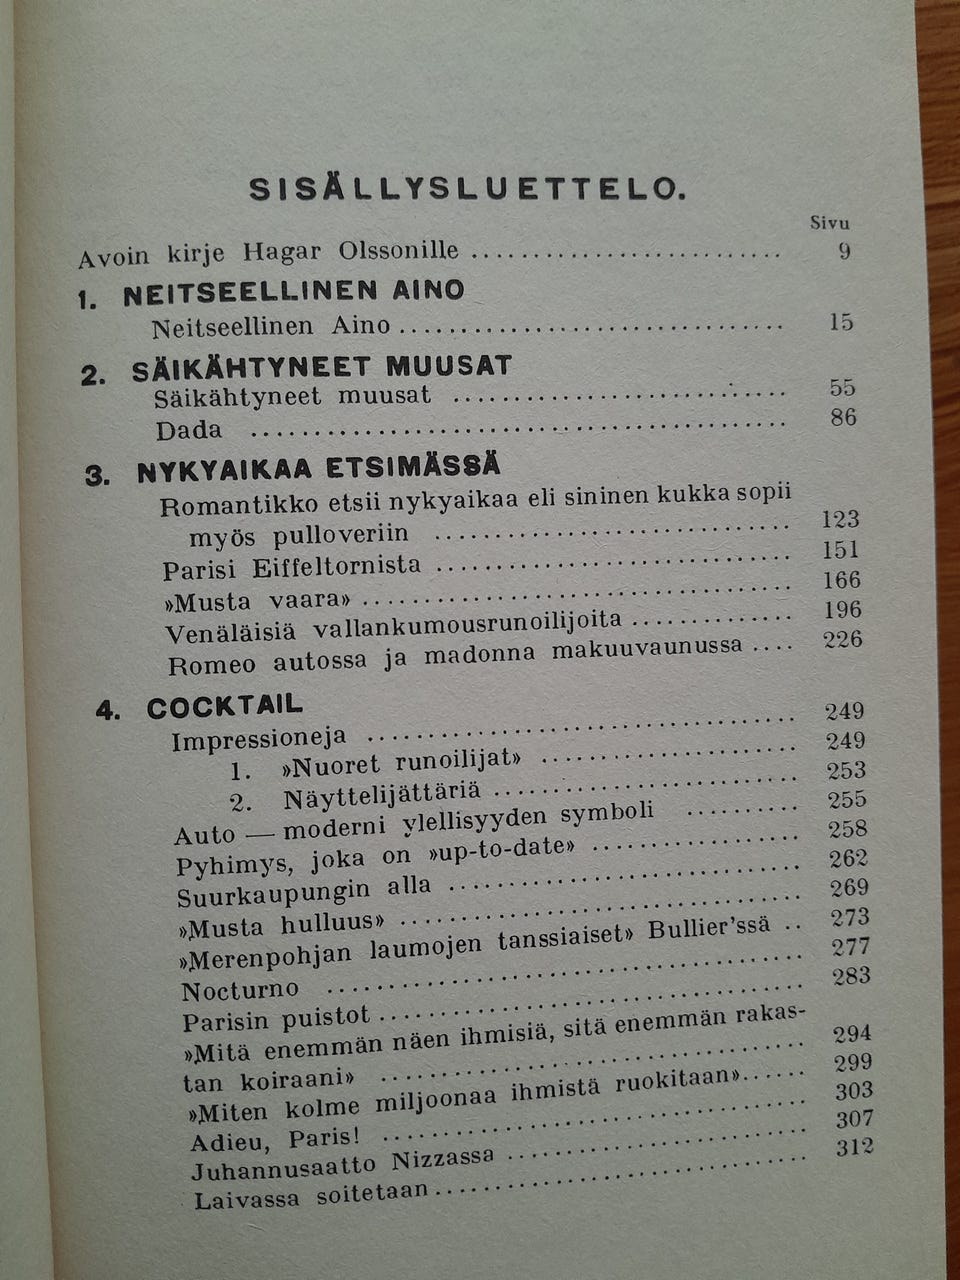 SISÄLLYSLUETTELO.
Sivu
Avoin kirje Hagar Olssonille .......................... 9
1. NEITSEELLINEN AINO
Neitseellinen Aino ................................ 15
2. SÄIKÄHTYNEET MUUSAT
Säikähtyneet muusat ............................ 55
Dada ............................................. 86
3. NYKYAIKAA ETSIMÄSSÄ
Romantikko etsii nykyaikaa eli sininen kukka sopii
myös pulloveriin .............................. 123
Parisi Eiffeltornista .............................. 151
»Musta vaara» .................................... 166
Venäläisiä vallankumousrunoilijoita .............. 196
Romeo autossa ja madonna makuuvaunussa .... 226
4. COCKTAIL
Impressioneja .................................... 249
1. »Nuoret runoilijat» ...................... 249
2. Näyttelijättäriä .......................... 253
Auto — moderni ylellisyyden symboli .......... 255
Pyhimys, joka on »up-to-date» .................. 258
Suurkaupungin alla .............................. 262
»Musta hulluus» .................................. 269
»Merenpohjan laumojen tanssiaiset» Bullier'ssä .. 273
Nocturno ........................................ 277
Parisin puistot .................................... 283
»Mitä enemmän näen ihmisiä, sitä enemmän rakas-
tan koiraani» .................................. 294
»Miten kolme miljoonaa ihmistä ruokitaan»...... 299
Adieu, Paris! .................................... 303
Juhannusaatto Nizzassa .......................... 307
Laivassa soitetaan ................................ 312